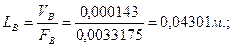 L_B = V_B / F_B = 0,000143 / 0,0033175 = 0,04301м.;